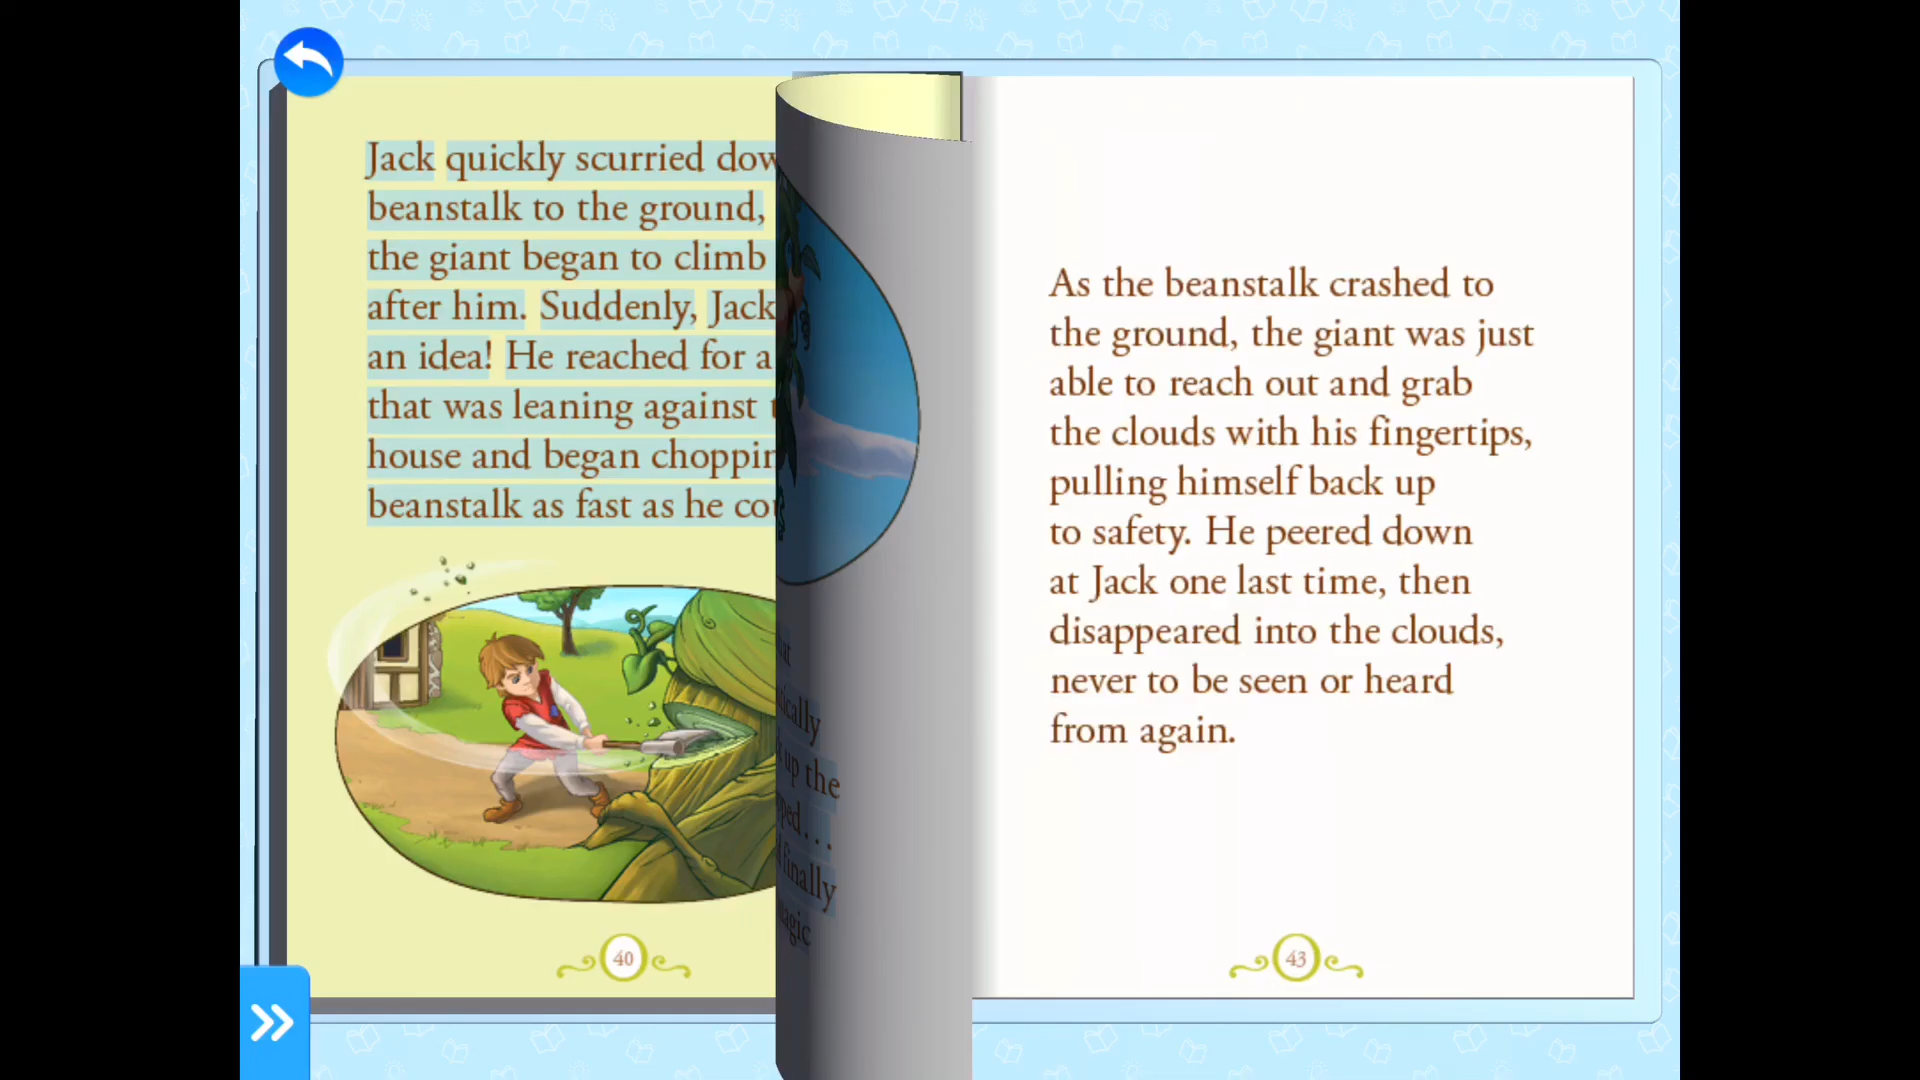 Jack quickly scurried
beanstalk to the ground,
the giant began to climb
after him. Suddenly, Jack
an idea! He reached for a
that was leaning against
house and began
beanstalk as fast as he
40
up the
finally
As the beanstalk crashed to
the ground, the giant was just
able to reach out and grab
the clouds with his fingertips,
pulling himself back up
to safety. He peered down
at Jack one last time, then
disappeared into the clouds,
never to be seen or heard
from again.
43